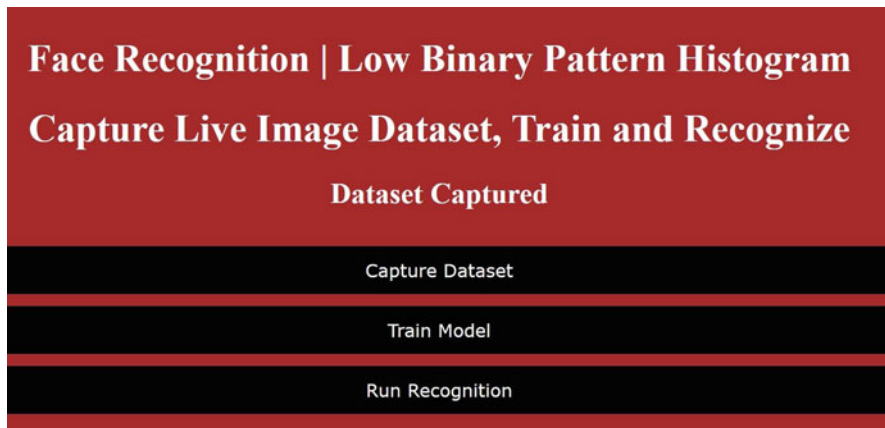 Face Recognition | Low Binary Pattern Histogram
Capture Live Image Dataset, Train and Recognize
Dataset Captured
Capture Dataset
Train Model
Run Recognition